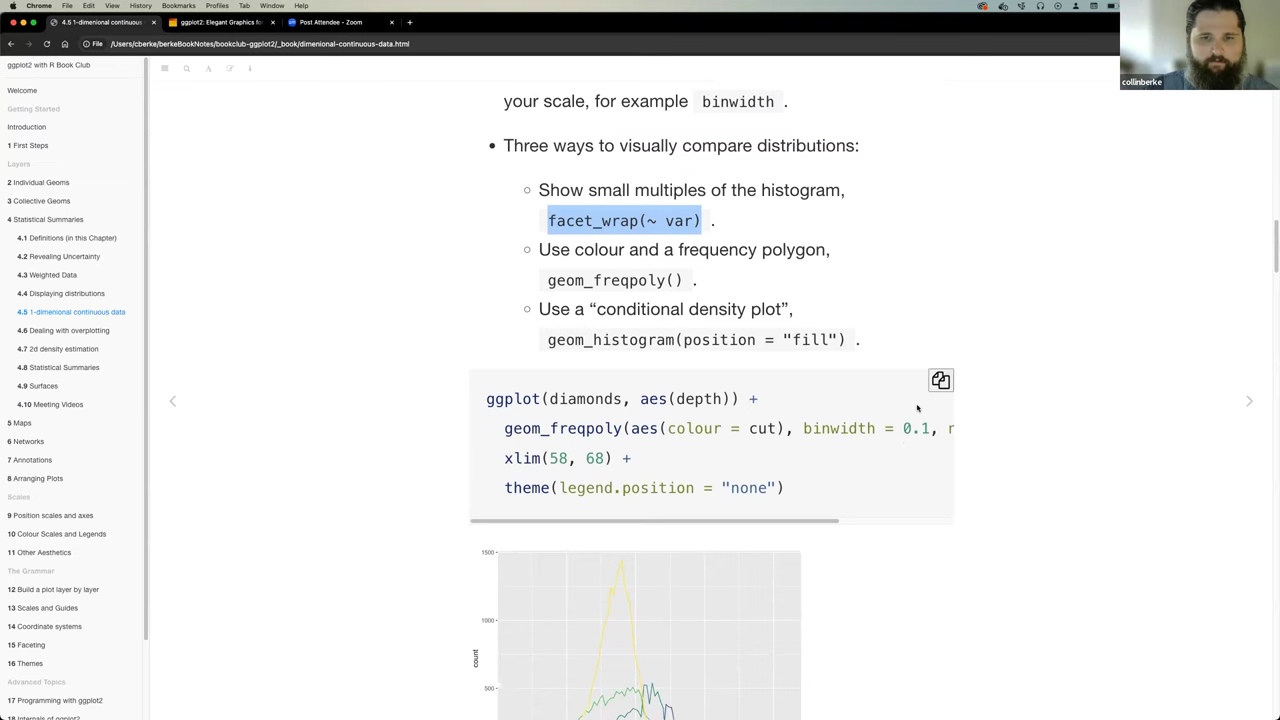 Chrome File Edit View History Bookmarks Profiles Tab Window Help
4.5 1-dimensional continuous
ggplot2: Elegant Graphics for
Post Attendee - Zoom
File /Users/cberke/berkeBookNotes/bookclub-ggplot2/_book/dimenional-continuous-data.html
collinberke
ggplot2 with R Book Club
Welcome
Getting Started
Introduction
1 First Steps
Layers
2 Individual Geoms
3 Collective Geoms
4 Statistical Summaries
4.1 Definitions (in this Chapter)
4.2 Revealing Uncertainty
4.3 Weighted Data
4.4 Displaying distributions
4.5 1-dimenional continuous data
4.6 Dealing with overplotting
4.7 2d density estimation
4.8 Statistical Summaries
4.9 Surfaces
4.10 Meeting Videos
5 Maps
6 Networks
7 Annotations
8 Arranging Plots
Scales
9 Position scales and axes
10 Colour Scales and Legends
11 Other Aesthetics
The Grammar
12 Build a plot layer by layer
13 Scales and Guides
14 Coordinate systems
15 Faceting
16 Themes
Advanced Topics
17 Programming with ggplot2
18 Internals of ggplot2
your scale, for example binwidth .
• Three ways to visually compare distributions:
○ Show small multiples of the histogram,
facet_wrap(~ var) .
○ Use colour and a frequency polygon,
geom_freqpoly() .
○ Use a “conditional density plot”,
geom_histogram(position = "fill") .
ggplot(diamonds, aes(depth)) +
geom_freqpoly(aes(colour = cut), binwidth = 0.1,
xlim(58, 68) +
theme(legend.position = "none")
1500
1000
500
count